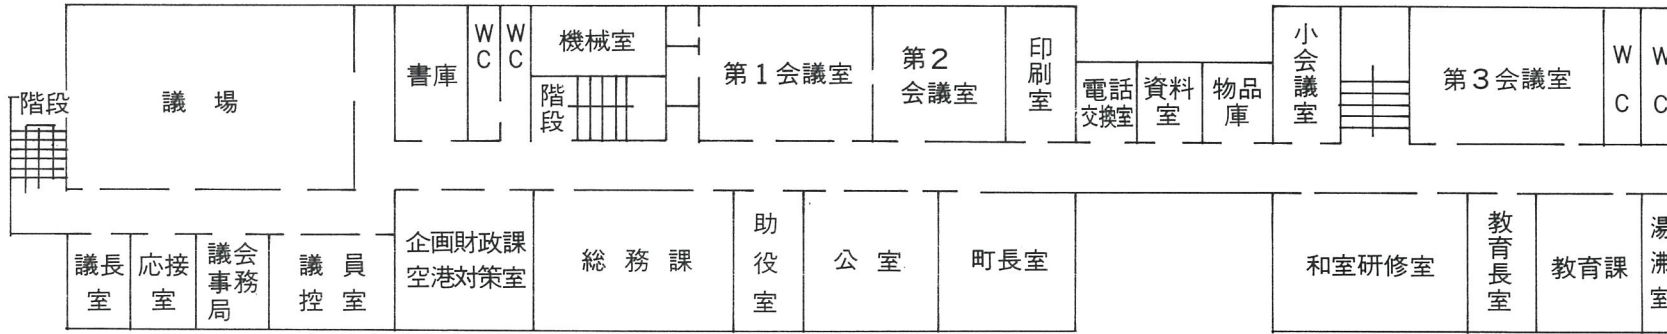 階段
議場
書庫
WC
WC
機械室
階段
第1会議室
第2
会議室
印刷室
電話
交換室
資料
室
物品
庫
小会議室
第3会議室
WC
WC
議長
室
応接
室
議会
事務
局
議員
控室
企画財政課
空港対策室
総務課
助役室
公室
町長室
和室研修室
教育長室
教育課
湯沸室